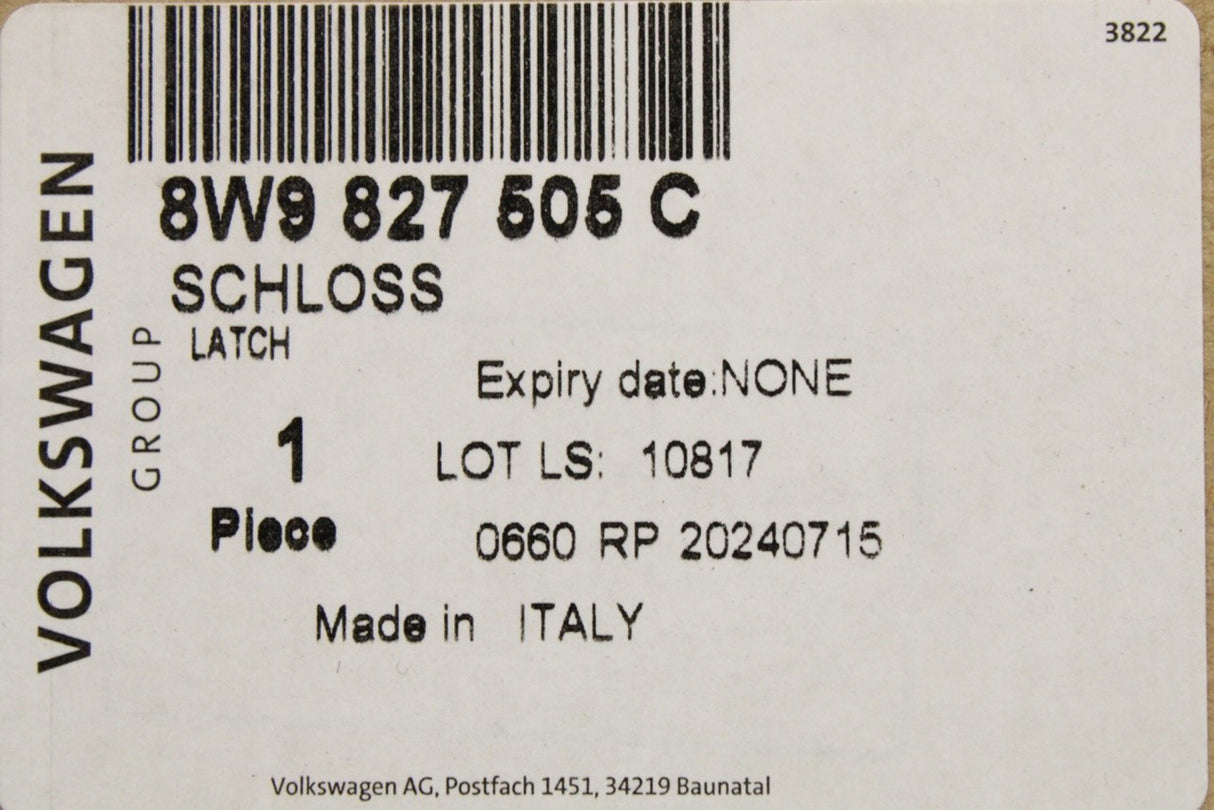 3822
VOLKSWAGEN
GROUP
8W9 827 505 C
SCHLOSS
LATCH
Expiry date:NONE
1
LOT LS: 10817
Piece
0660 RP 20240715
Made in ITALY
Volkswagen AG, Postfach 1451, 34219 Baunatal